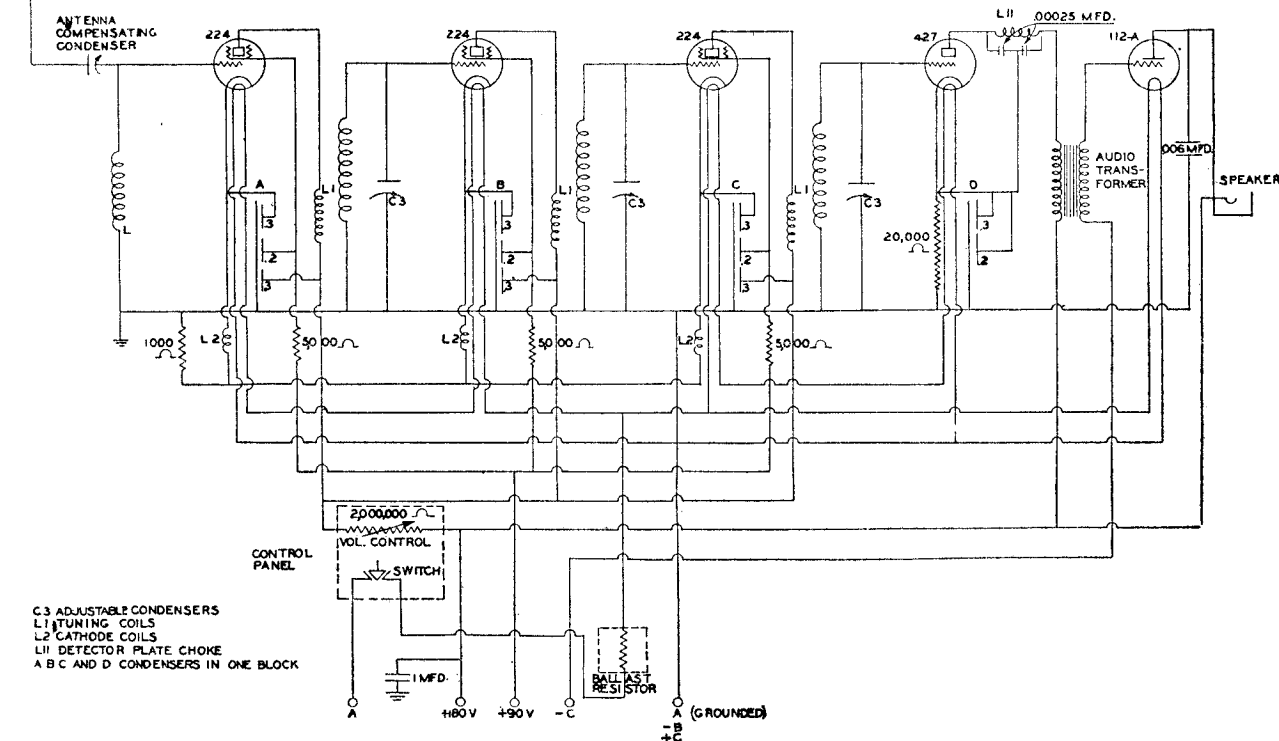 ANTENNA
COMPENSATING
CONDENSER
224
224
224
427
L11
.00025 MFD.
112-A
.006 MFD.
AUDIO
TRANS-
FORMER
SPEAKER
L
A
.3
.2
.3
L1
C3
B
.3
.2
.3
L1
C3
C
.3
.2
.3
L1
C3
20,000
D
.3
.2
1000
L2
5,000
L2
5,000
L2
5,000
2,000,000
VOL. CONTROL
CONTROL
PANEL
SWITCH
C3 ADJUSTABLE CONDENSERS
L1 TUNING COILS
L2 CATHODE COILS
L11 DETECTOR PLATE CHOKE
A B C AND D CONDENSERS IN ONE BLOCK
1 MFD.
BALLAST
RESISTOR
A
+180 V
+90 V
-C
A (GROUNDED)
-B
+C